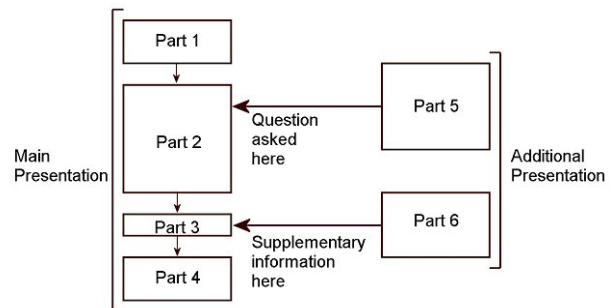 Part 1
Part 2
Part 3
Part 4
Main
Presentation
Question
asked
here
Supplementary
information
here
Part 5
Part 6
Additional
Presentation